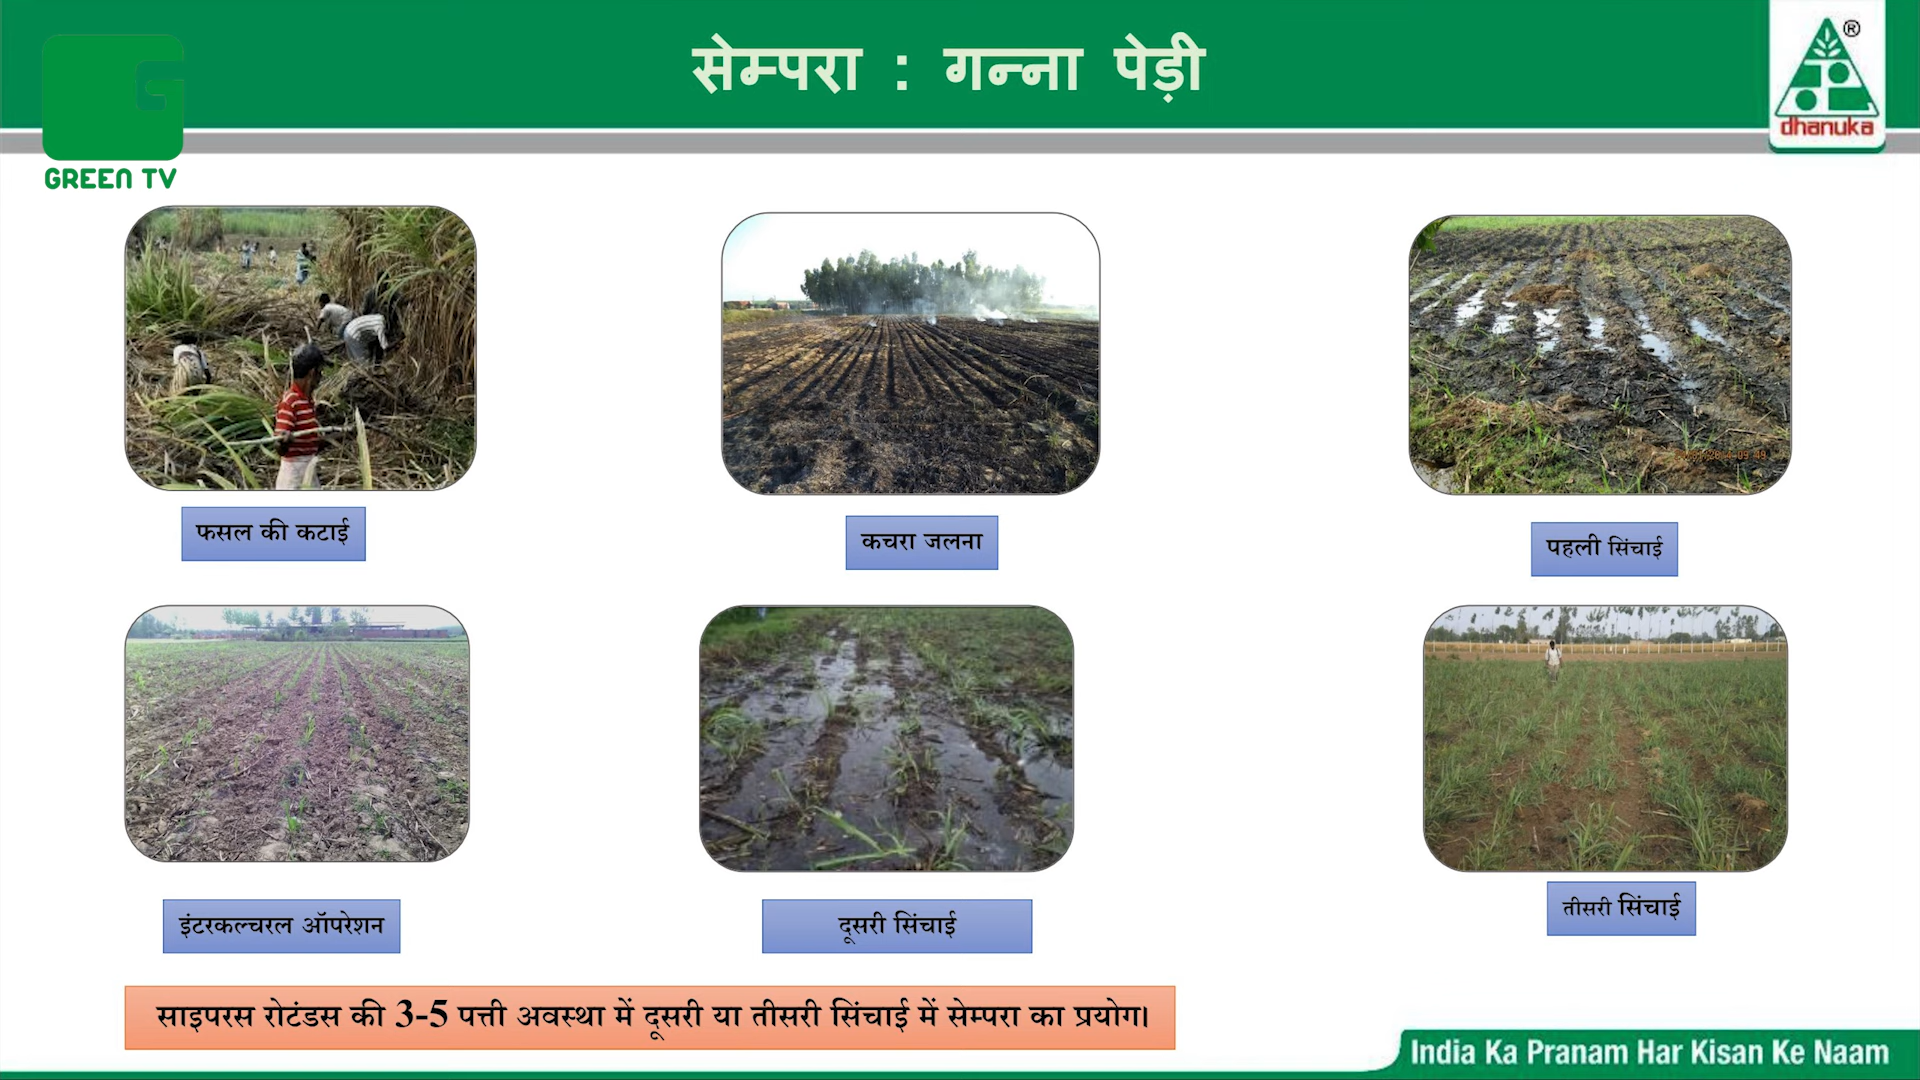 सेम्परा : गन्ना पेड़ी
GREEN TV
®
dhanuka
फसल की कटाई
कचरा जलना
पहली सिंचाई
इंटरकल्चरल ऑपरेशन
दूसरी सिंचाई
तीसरी सिंचाई
साइपरस रोटंडस की 3-5 पत्ती अवस्था में दूसरी या तीसरी सिंचाई में सेम्परा का प्रयोग।
India Ka Pranam Har Kisan Ke Naam